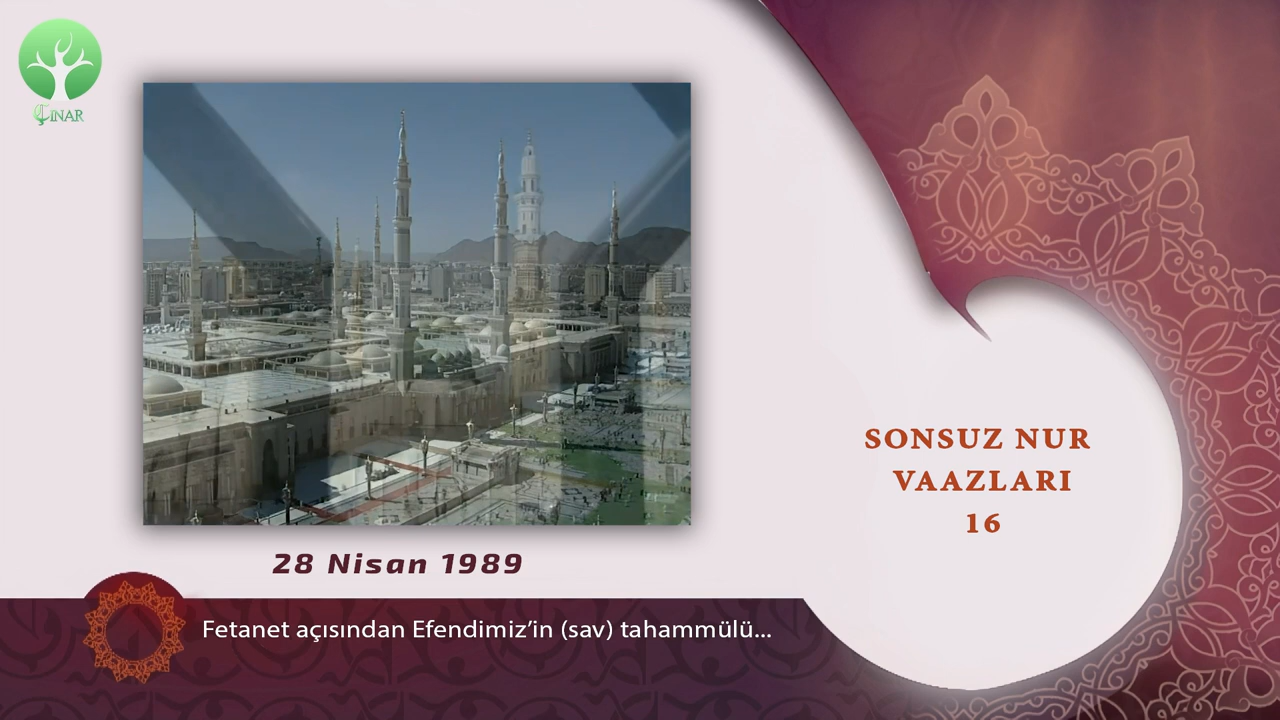 ÇINAR
28 Nisan 1989
SONSUZ NUR
VAAZLARI
16
Fetanet açısından Efendimiz’in (sav) tahammülü...